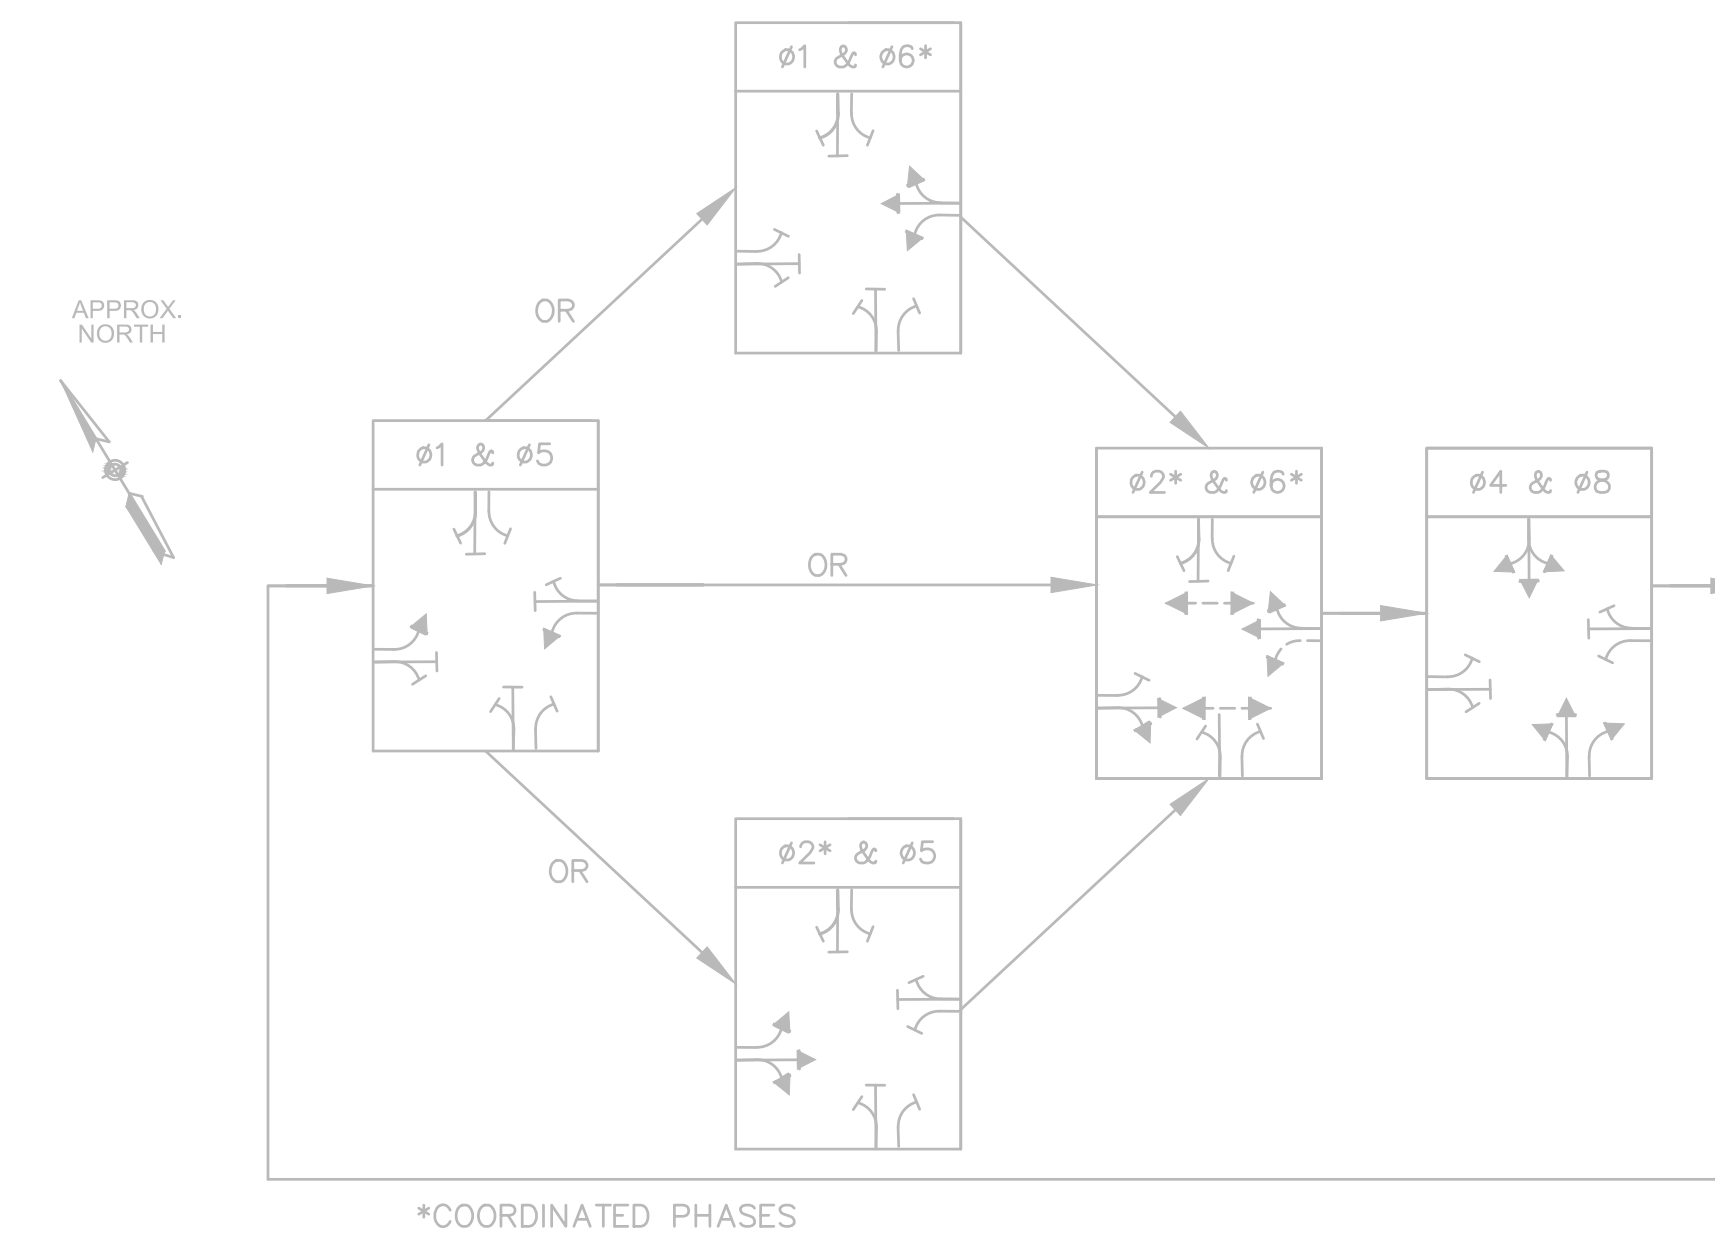 ø1 & ø6*
APPROX.
NORTH
OR
ø1 & ø5
OR
ø2* & ø6*
ø4 & ø8
OR
ø2* & ø5
*COORDINATED PHASES